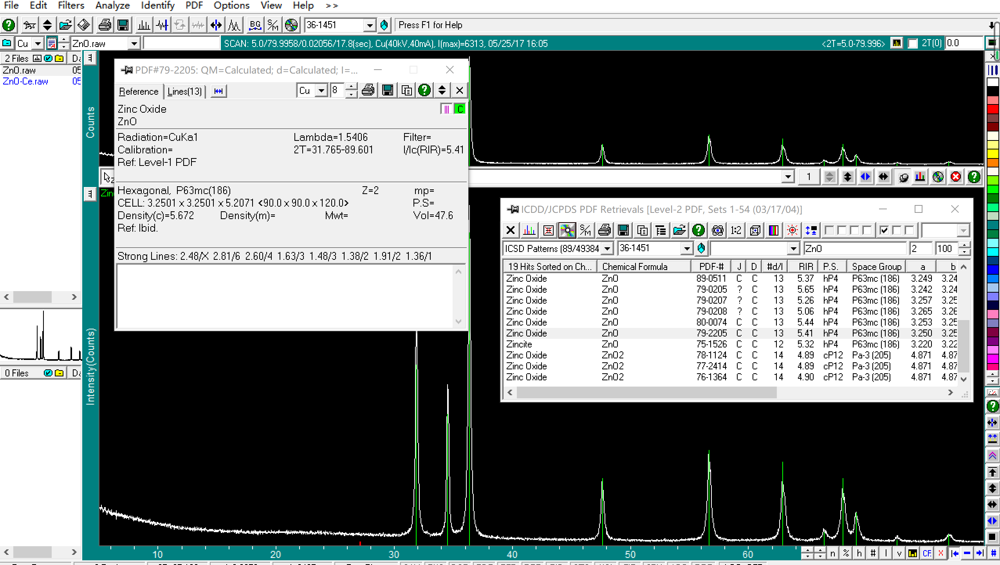 File Edit Filters Analyze Identify PDF Options View Help >>
36-1451 Press F1 for Help
Cu ZnO.raw SCAN: 5.0/79.9958/0.02056/17.8(sec), Cu(40kV,40mA), I(max)=6313, 05/25/17 16:05 <2T=5.0-79.996> 2T(0) 0.0
2 Files Da
ZnO.raw 05
ZnO-Ce.raw 05
0 Files Da
Counts
Intensity(Counts)
PDF#79-2205: QM=Calculated; d=Calculated; I=...
Reference Lines(13) Cu 8
Zinc Oxide C
ZnO
Radiation=CuKa1 Lambda=1.5406 Filter=
Calibration= 2T=31.765-89.601 I/Ic(RIR)=5.41
Ref: Level-1 PDF
Hexagonal, P63mc(186) Z=2 mp=
CELL: 3.2501 x 3.2501 x 5.2071 <90.0 x 90.0 x 120.0> P.S=
Density(c)=5.672 Density(m)= Mwt= Vol=47.6
Ref: Ibid.
Strong Lines: 2.48/X 2.81/6 2.60/4 1.63/3 1.48/3 1.38/2 1.91/2 1.36/1
1
Zin
ICDD/JCPDS PDF Retrievals [Level-2 PDF, Sets 1-54 (03/17/04)]
S/M 1:2
ICSD Patterns (89/49384 36-1451 ZnO 2 100
19 Hits Sorted on Ch... Chemical Formula PDF-# J D #d/I RIR P.S. Space Group a b
Zinc Oxide ZnO 89-0511 C C 13 5.37 hP4 P63mc (186) 3.249 3.24
Zinc Oxide ZnO 79-0205 ? C 13 5.65 hP4 P63mc (186) 3.242 3.24
Zinc Oxide ZnO 79-0207 ? C 13 5.26 hP4 P63mc (186) 3.257 3.25
Zinc Oxide ZnO 79-0208 ? C 13 5.06 hP4 P63mc (186) 3.265 3.26
Zinc Oxide ZnO 80-0074 C C 13 5.44 hP4 P63mc (186) 3.253 3.25
Zinc Oxide ZnO 79-2205 C C 13 5.41 hP4 P63mc (186) 3.250 3.25
Zincite ZnO 75-1526 C C 12 5.32 hP4 P63mc (186) 3.220 3.22
Zinc Oxide ZnO2 78-1124 C C 14 4.89 cP12 Pa-3 (205) 4.871 4.87
Zinc Oxide ZnO2 77-2414 C C 14 4.89 cP12 Pa-3 (205) 4.871 4.87
Zinc Oxide ZnO2 76-1364 C C 14 4.90 cP12 Pa-3 (205) 4.871 4.87
10 20 30 40 50 60
n % h # l v CF X #